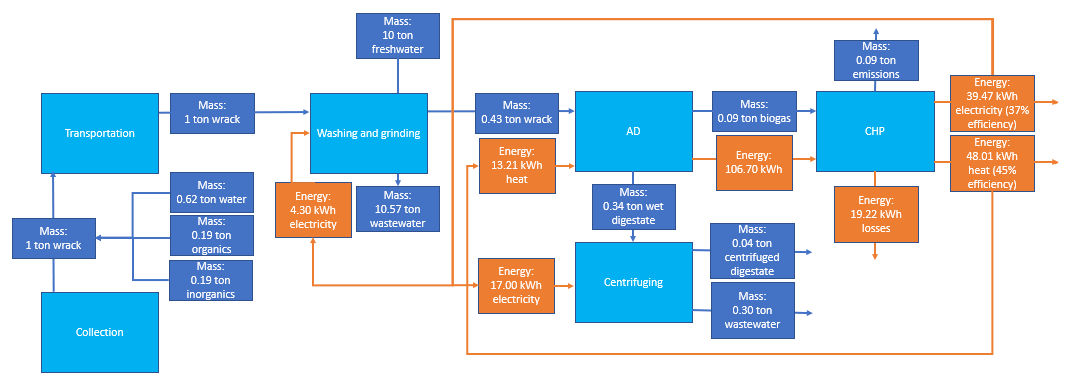 Mass:
10 ton
freshwater
Mass:
0.09 ton
emissions
Transportation
Mass:
1 ton wrack
Washing and grinding
Mass:
0.43 ton wrack
AD
Mass:
0.09 ton biogas
CHP
Energy:
39.47 kWh
electricity (37%
efficiency)
Energy:
13.21 kWh
heat
Energy:
106.70 kWh
Energy:
48.01 kWh
heat (45%
efficiency)
Mass:
0.62 ton water
Energy:
4.30 kWh
electricity
Mass:
10.57 ton
wastewater
Mass:
0.34 ton wet
digestate
Energy:
19.22 kWh
losses
Mass:
1 ton wrack
Mass:
0.19 ton
organics
Mass:
0.04 ton
centrifuged
digestate
Mass:
0.19 ton
inorganics
Energy:
17.00 kWh
electricity
Centrifuging
Mass:
0.30 ton
wastewater
Collection